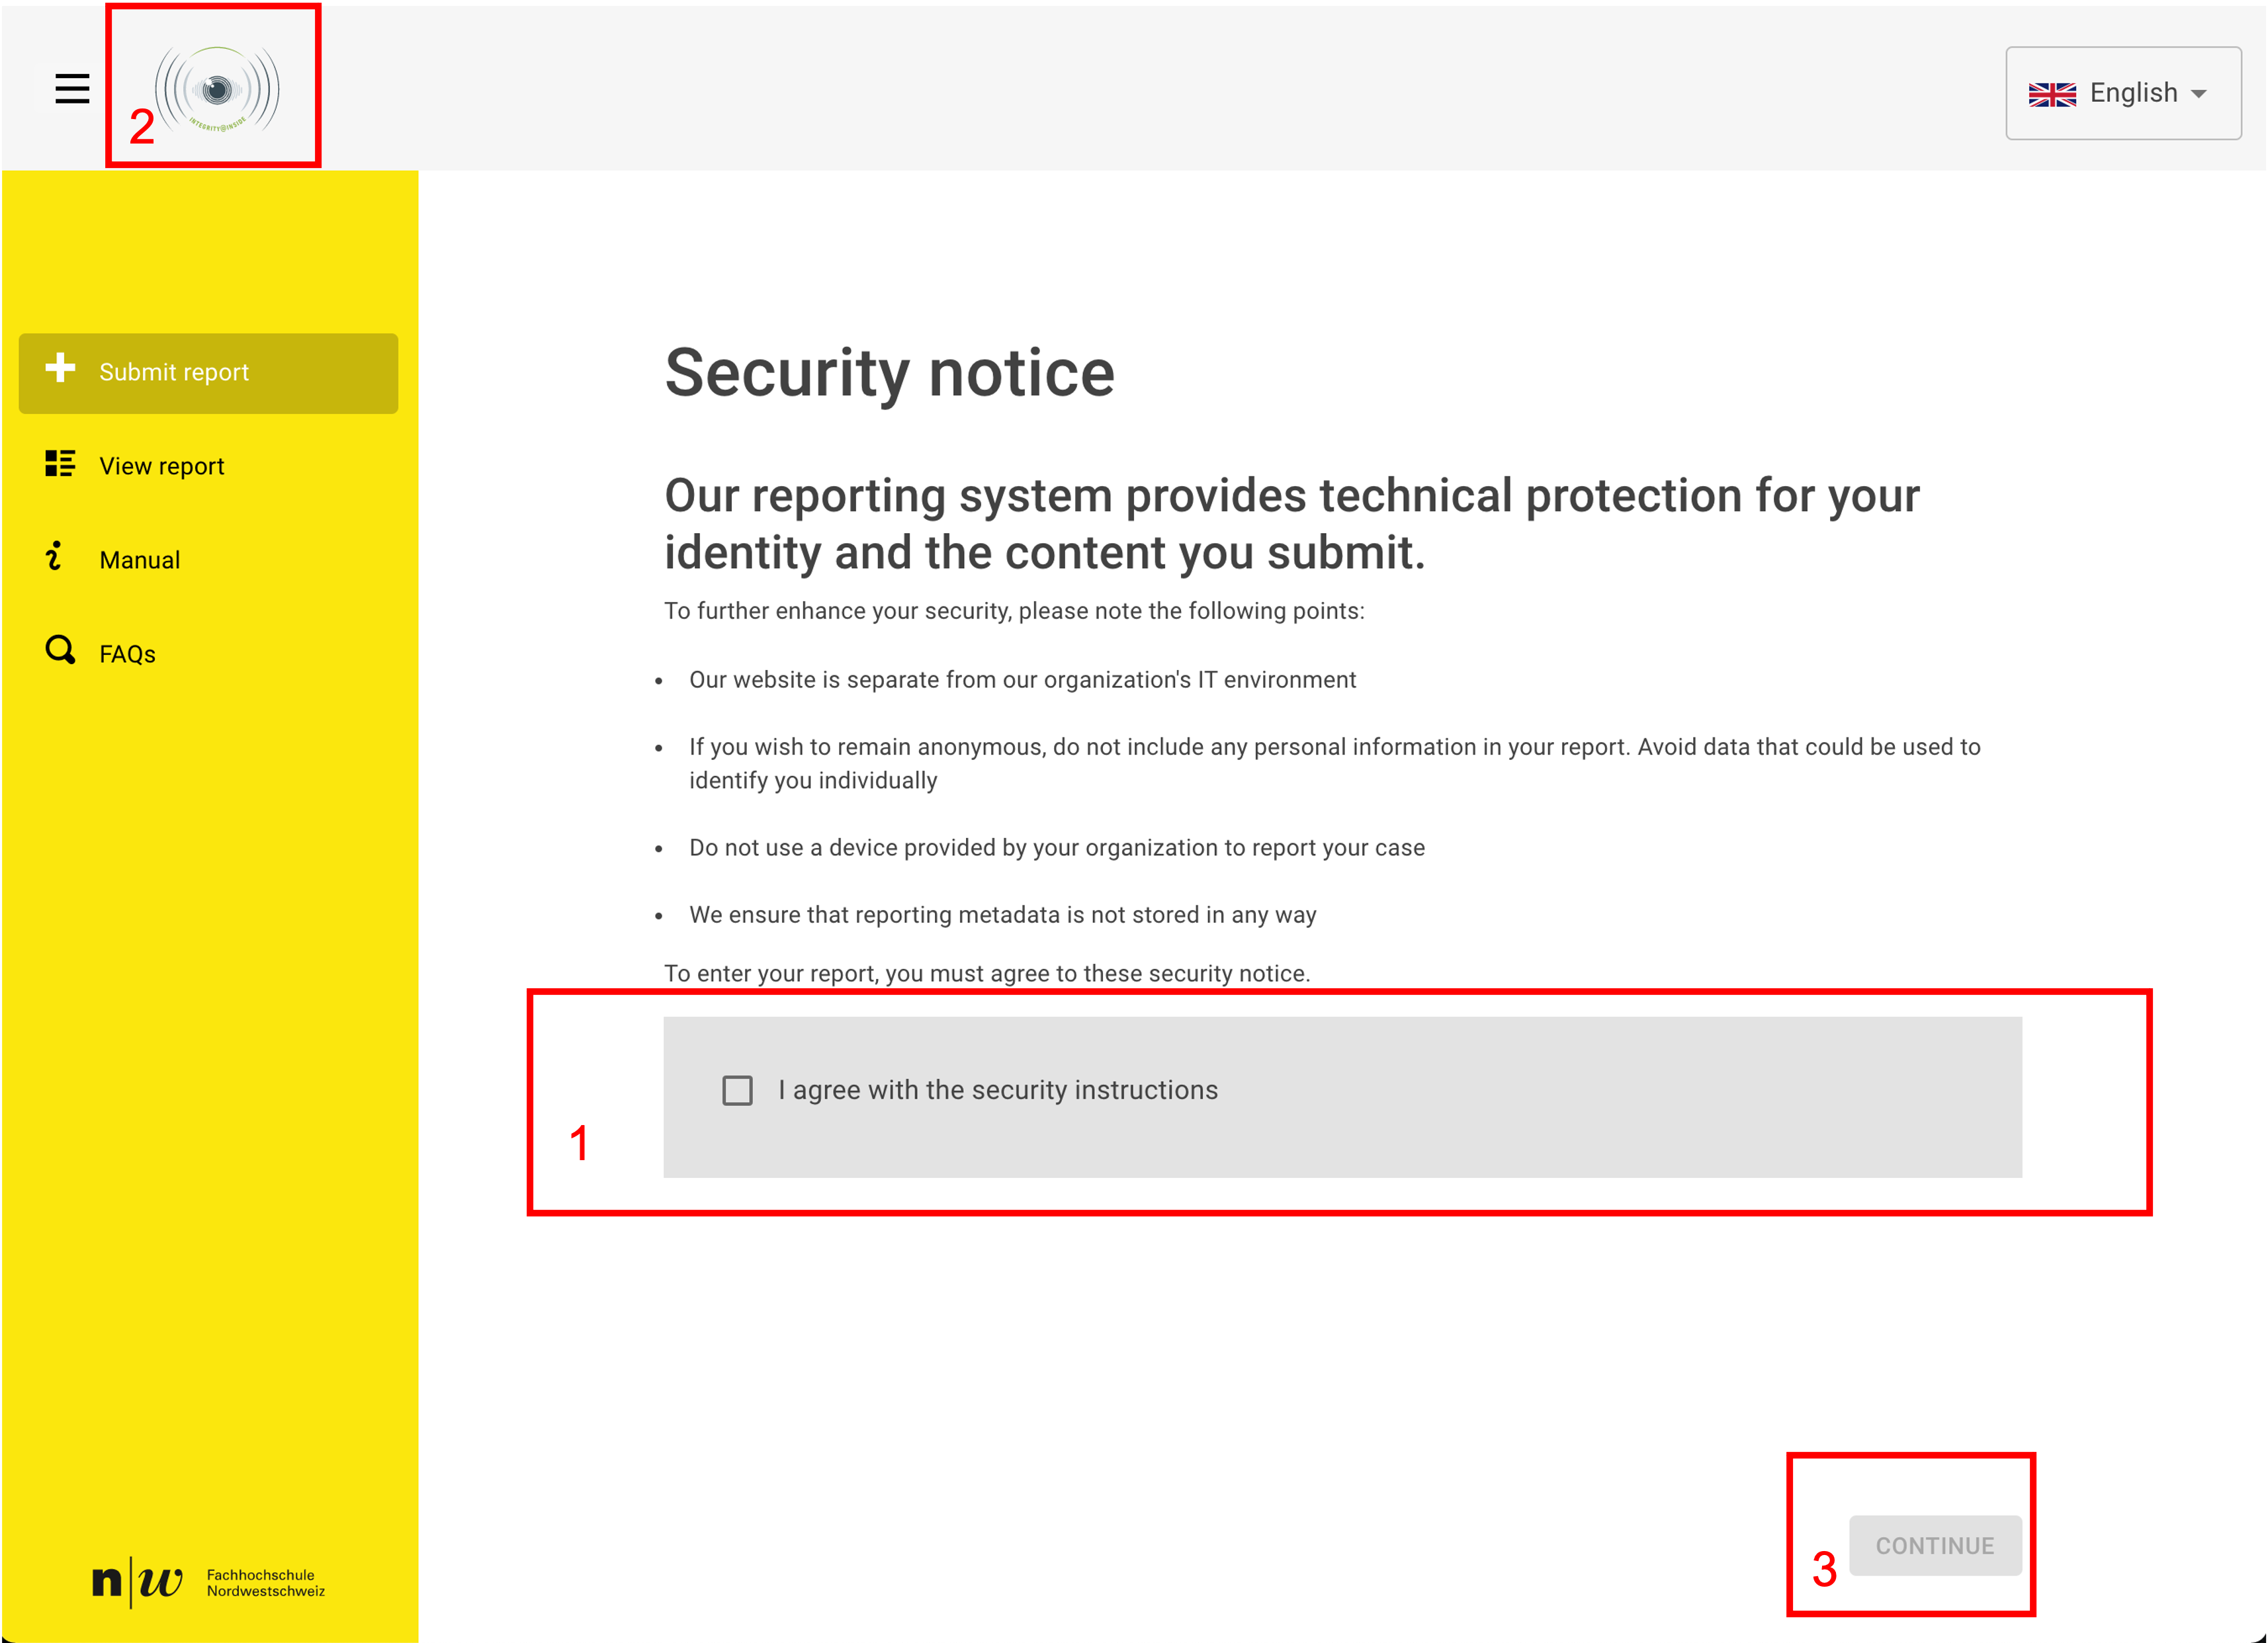 2
INTEGRITY@INSIDE
English
Submit report
View report
Manual
FAQs
Security notice
Our reporting system provides technical protection for your
identity and the content you submit.
To further enhance your security, please note the following points:
• Our website is separate from our organization's IT environment
• If you wish to remain anonymous, do not include any personal information in your report. Avoid data that could be used to
identify you individually
• Do not use a device provided by your organization to report your case
• We ensure that reporting metadata is not stored in any way
To enter your report, you must agree to these security notice.
I agree with the security instructions
1
CONTINUE
3
n|w Fachhochschule
Nordwestschweiz